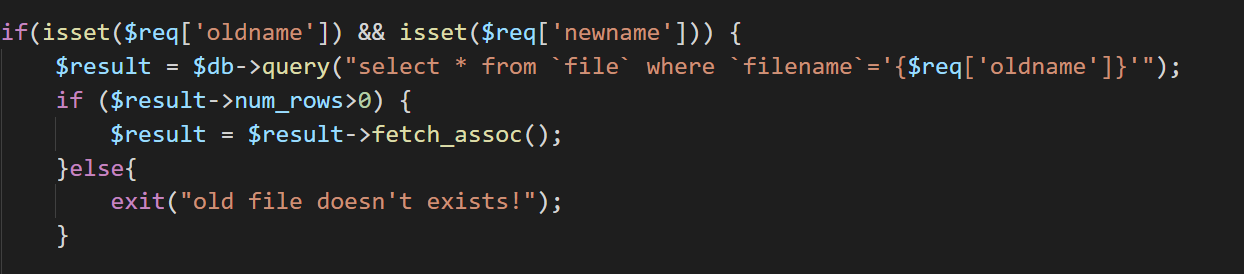 if(isset($req['oldname']) && isset($req['newname'])) {
    $result = $db->query("select * from `file` where `filename`='{$req['oldname']}'");
    if ($result->num_rows>0) {
        $result = $result->fetch_assoc();
    }else{
        exit("old file doesn't exists!");
    }